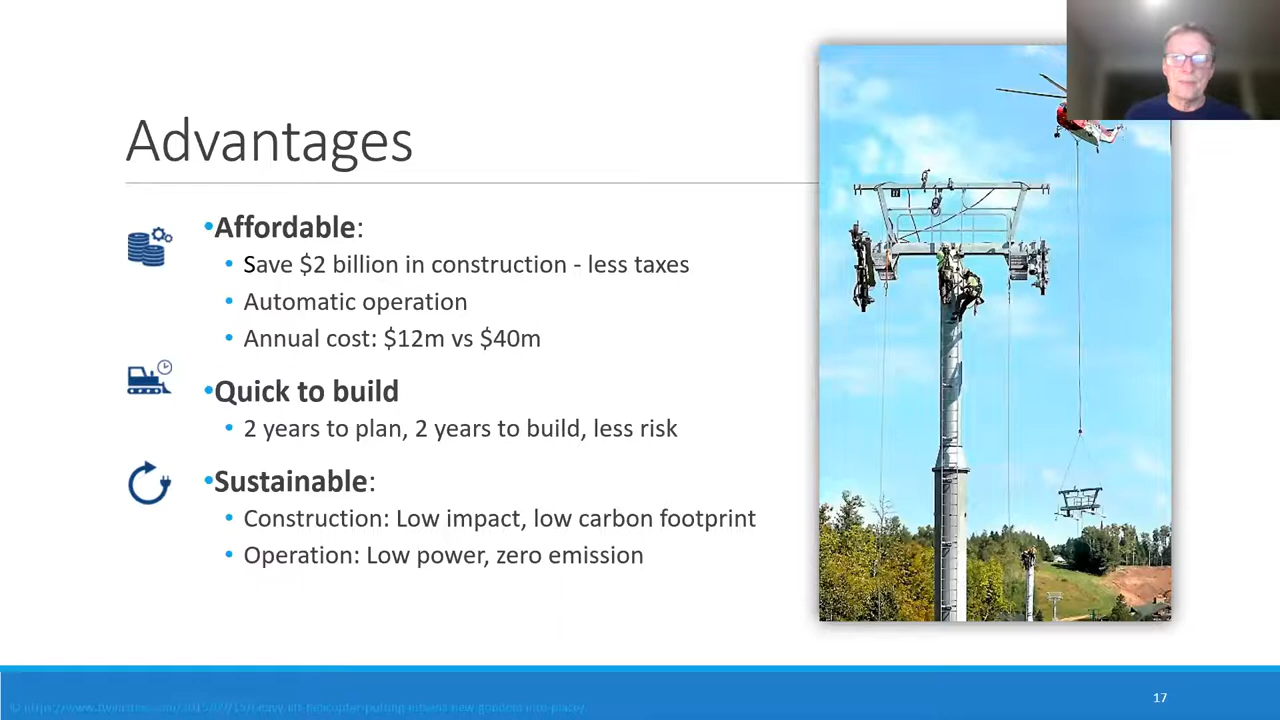 Advantages
•Affordable:
• Save $2 billion in construction - less taxes
• Automatic operation
• Annual cost: $12m vs $40m
•Quick to build
• 2 years to plan, 2 years to build, less risk
•Sustainable:
• Construction: Low impact, low carbon footprint
• Operation: Low power, zero emission
17